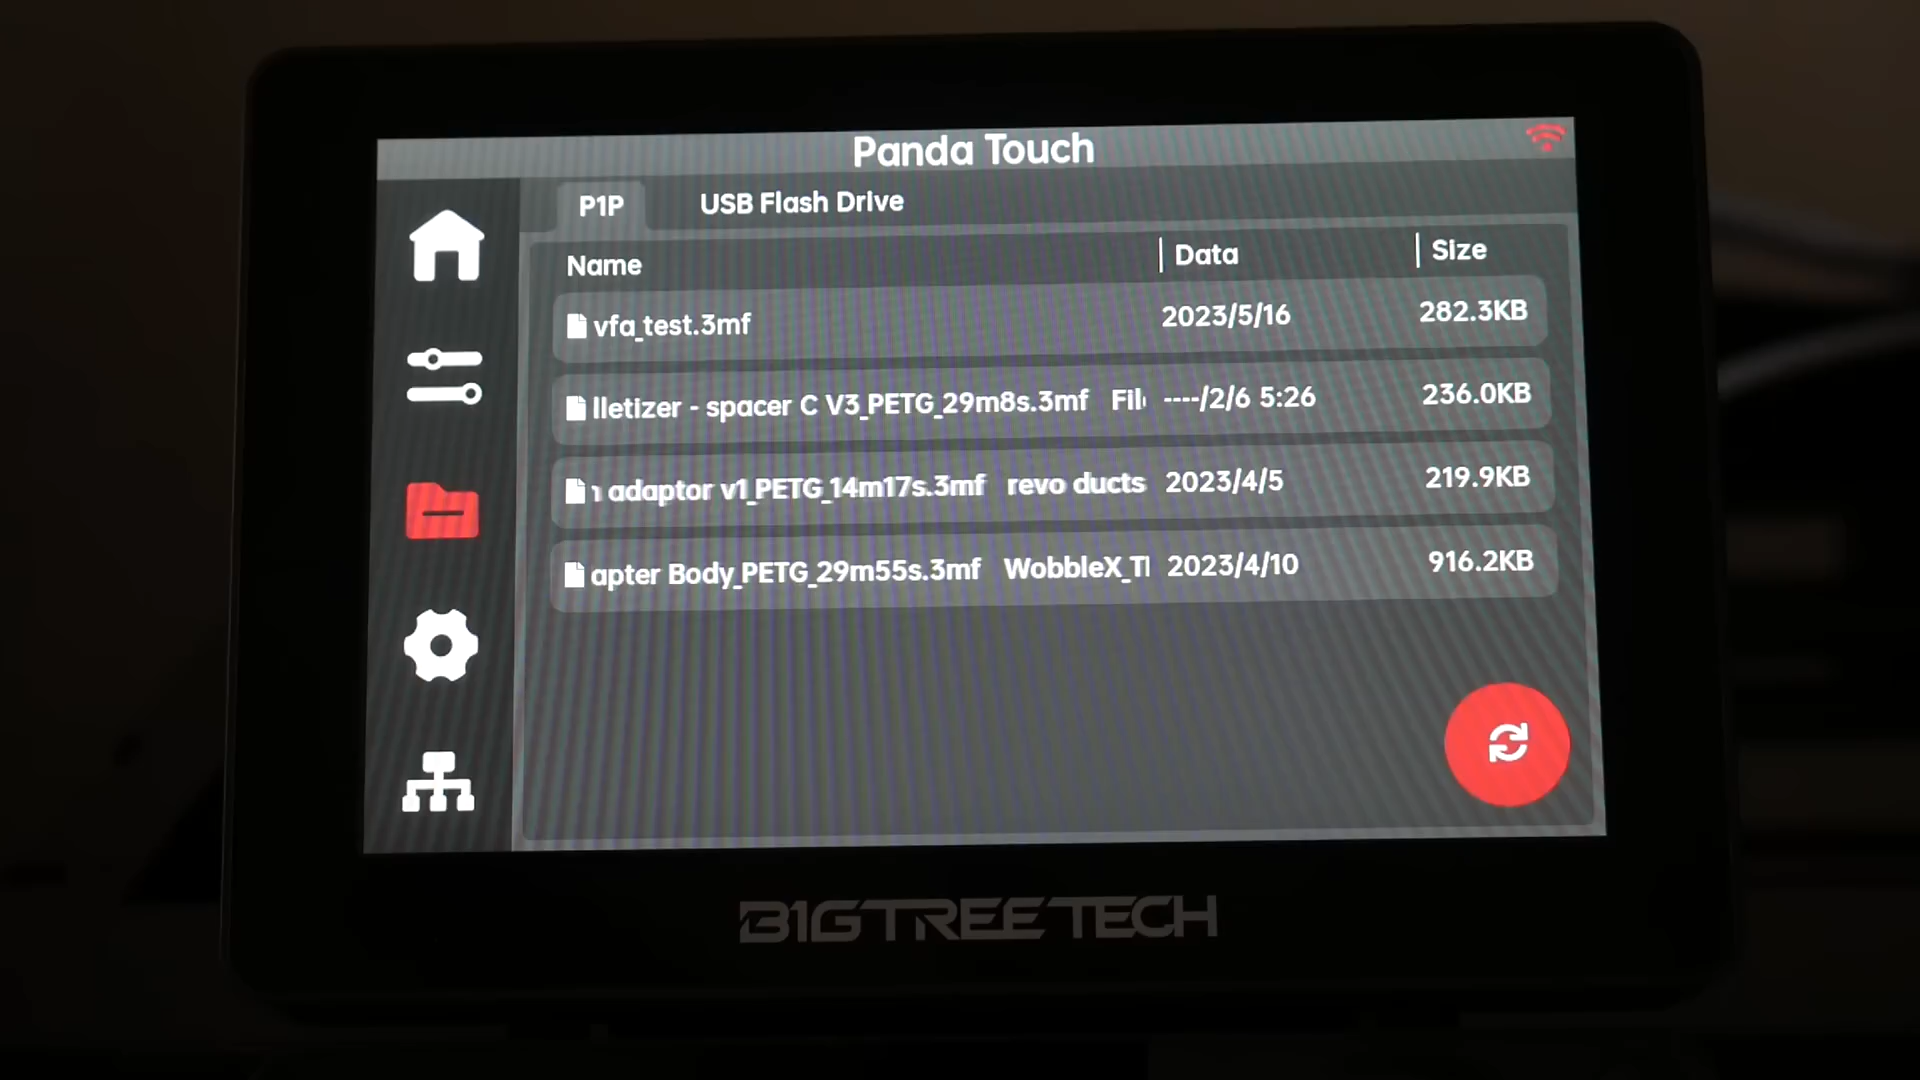 Panda Touch
P1P USB Flash Drive
Name Data Size
vfa_test.3mf 2023/5/16 282.3KB
lletizer - spacer C V3_PETG_29m8s.3mf Fil ----/2/6 5:26 236.0KB
adaptor v1_PETG_14m17s.3mf revo ducts 2023/4/5 219.9KB
apter Body_PETG_29m55s.3mf WobbleX_T 2023/4/10 916.2KB
BIGTREETECH